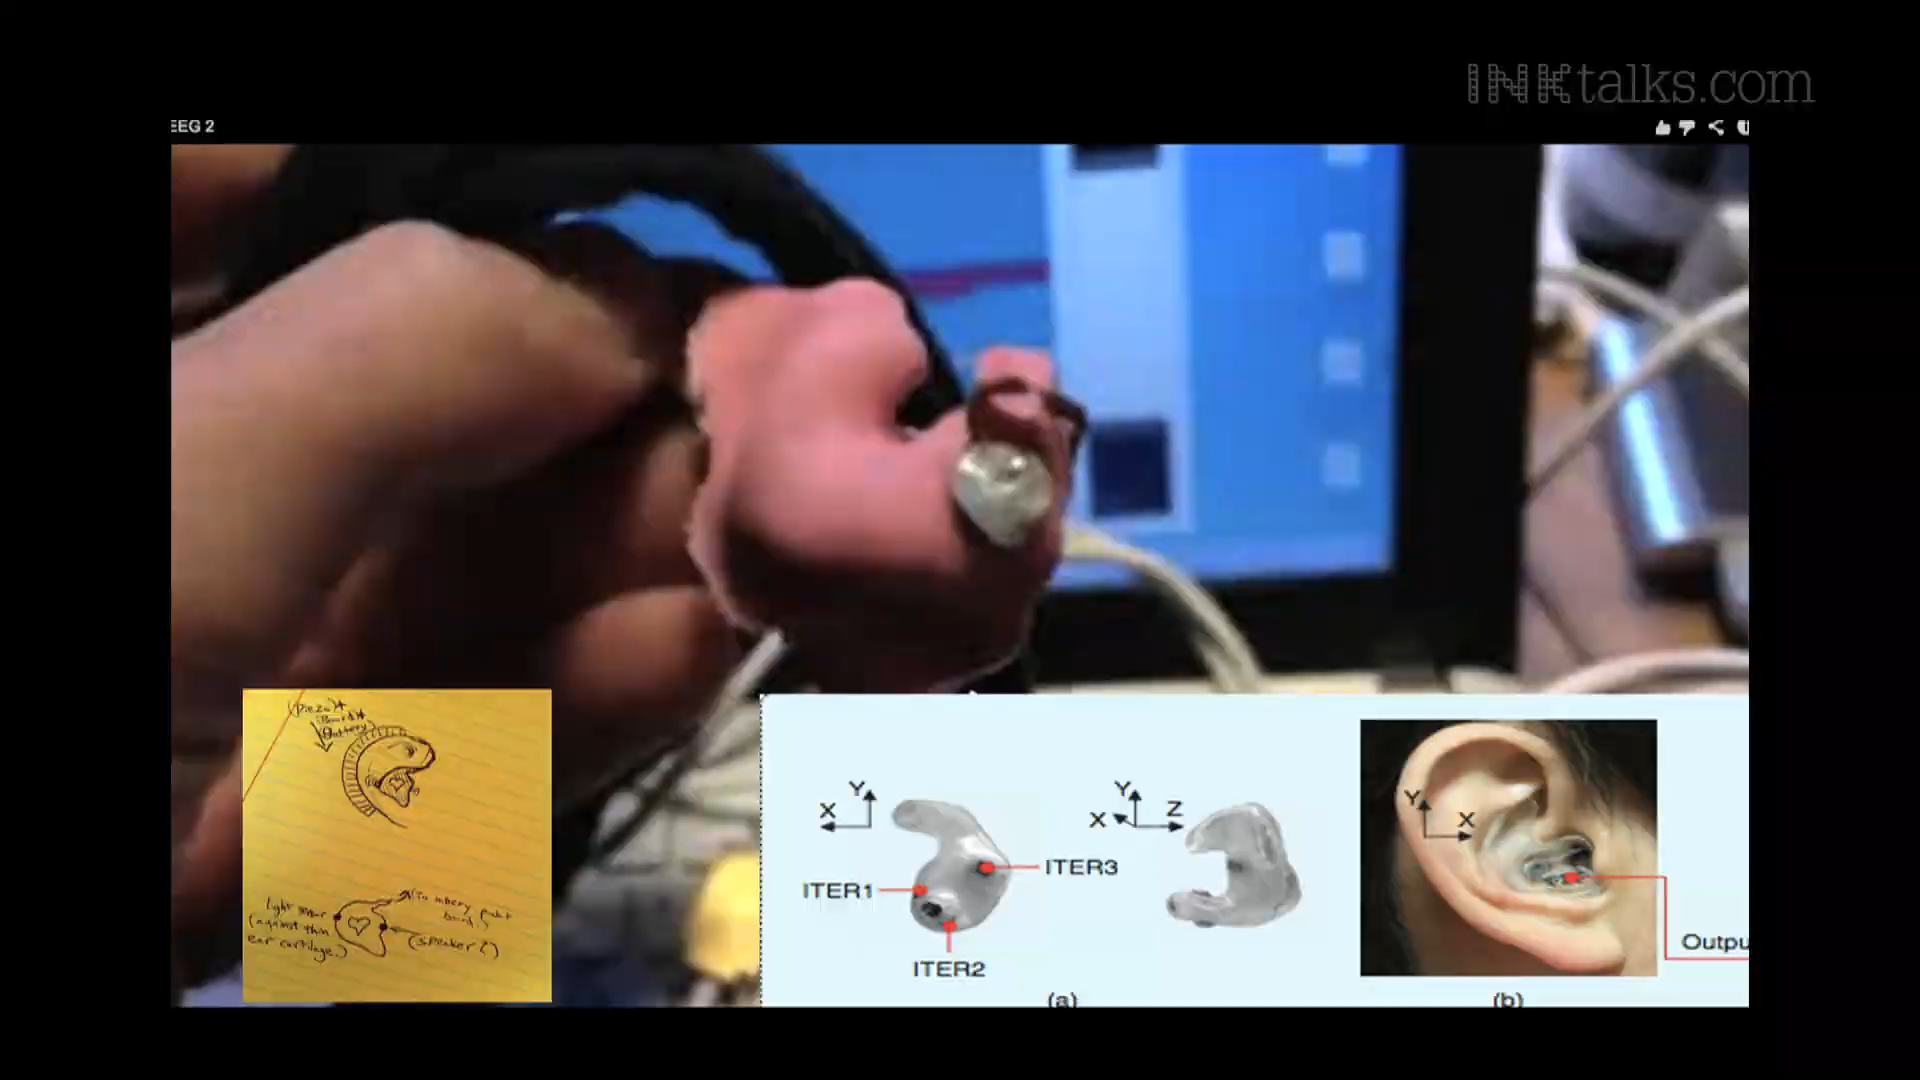 INKtalks.com
EEG 2
(piezo)+
Board+
Battery)
light sensor
(against thin
ear cartilage.)
(speaker?)
Y
X
ITER1
ITER2
ITER3
Y
X
Z
(a)
Y
X
Outpu
(b)